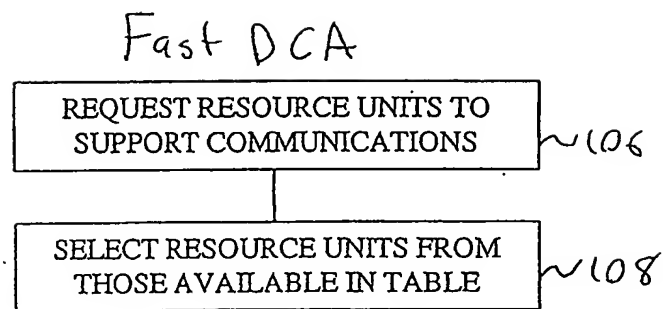 Fast DCA
REQUEST RESOURCE UNITS TO
SUPPORT COMMUNICATIONS
106
SELECT RESOURCE UNITS FROM
THOSE AVAILABLE IN TABLE
108